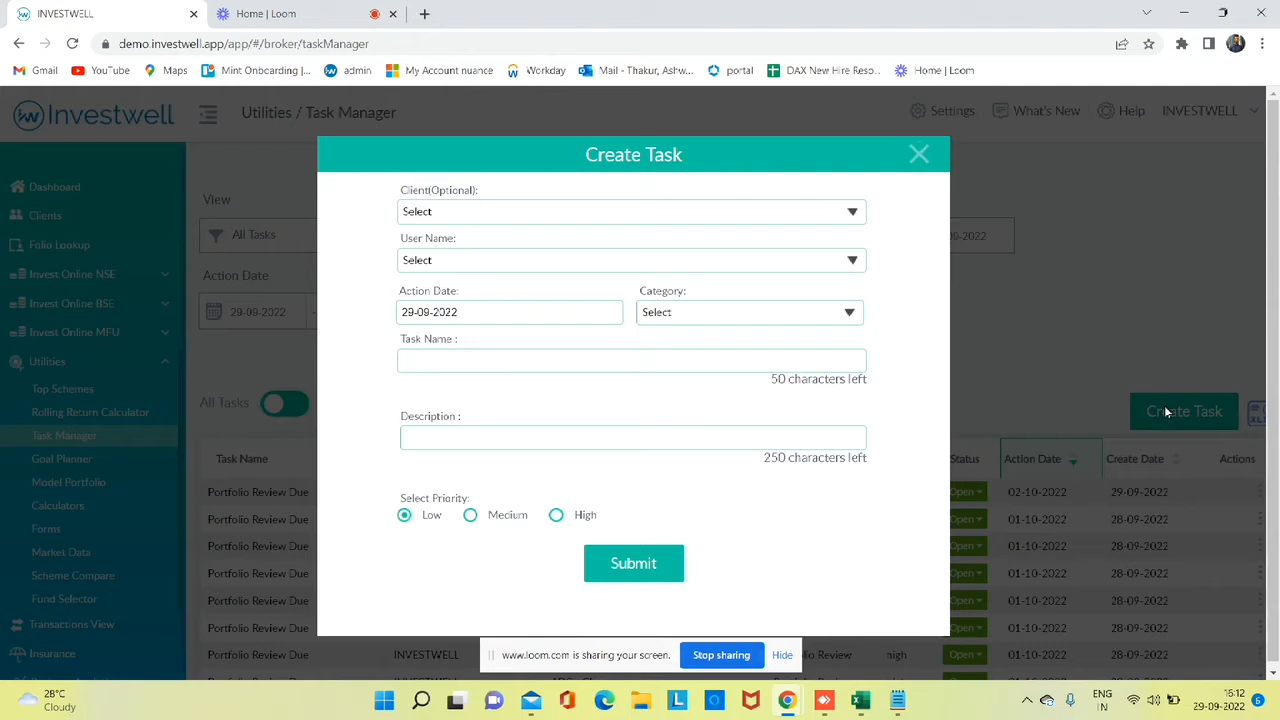 INVESTWELL
Home | Loom
demo.investwell.app/app/#/broker/taskManager
Gmail
YouTube
Maps
Mint Onboarding |...
admin
My Account nuance
Workday
Mail - Thakur, Ashw...
portal
DAX New Hire Reso...
Home | Loom
Investwell
Utilities / Task Manager
Settings
What's New
Help
INVESTWELL
Create Task
Dashboard
Clients
Folio Lookup
Invest Online NSE
Invest Online BSE
Invest Online MFU
Utilities
Top Schemes
Rolling Return Calculator
Task Manager
Goal Planner
Model Portfolio
Calculators
Forms
Market Data
Scheme Compare
Fund Selector
Transactions View
Insurance
View
All Tasks
09-2022
Action Date
29-09-2022 -
All Tasks
Create Task
Client(Optional):
Select
User Name:
Select
Action Date:
Category:
29-09-2022
Select
Task Name :
50 characters left
Description :
250 characters left
Select Priority:
Low Medium High
Submit
Task Name Status Action Date Create Date Actions
Portfolio Review Due Open 02-10-2022 29-09-2022
Portfolio Review Due Open 01-10-2022 28-09-2022
Portfolio Review Due Open 01-10-2022 28-09-2022
Portfolio Review Due Open 01-10-2022 28-09-2022
Portfolio Review Due Open 01-10-2022 28-09-2022
Portfolio Review Due Open 01-10-2022 28-09-2022
Portfolio Review Due INVESTWELL Review high Open 01-10-2022 28-09-2022
www.loom.com is sharing your screen.
Stop sharing
Hide
28°C
Cloudy
ENG
IN
16:12
29-09-2022
5